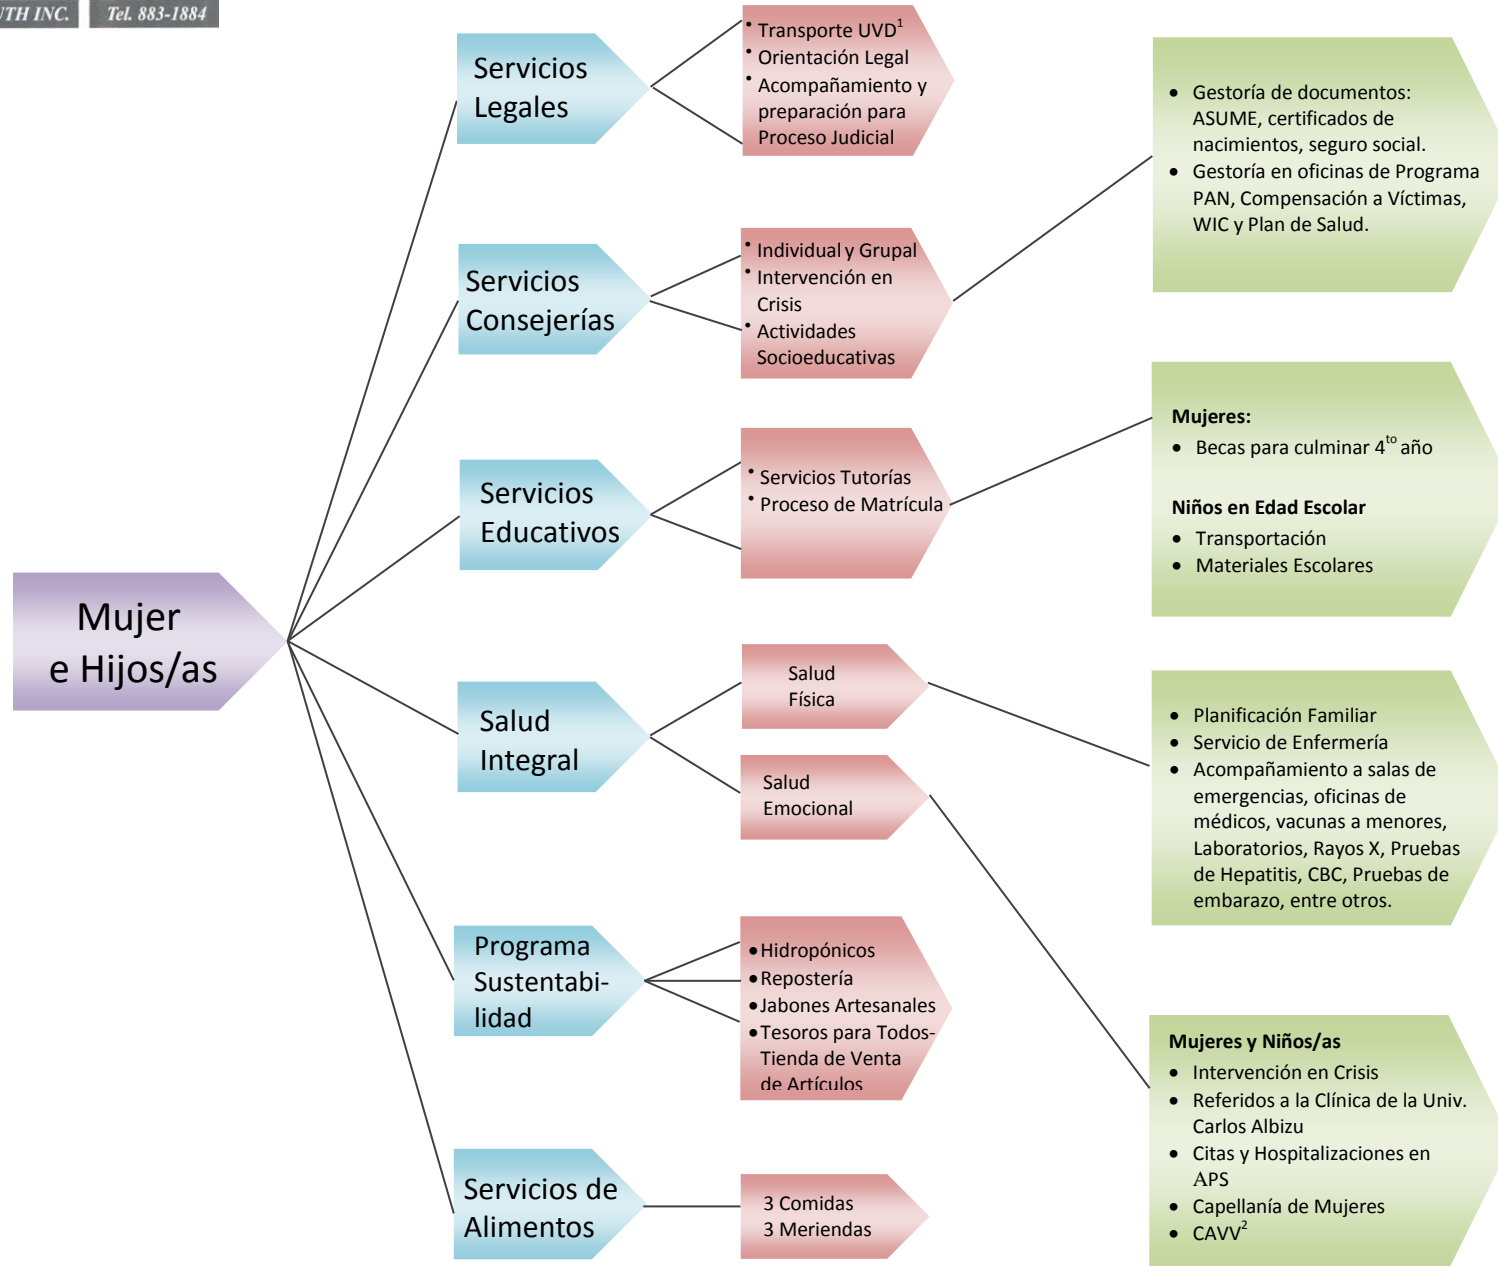 UTH INC. Tel. 883-1884
Mujer
e Hijos/as
Servicios
Legales
• Transporte UVD¹
• Orientación Legal
• Acompañamiento y
preparación para
Proceso Judicial
Servicios
Consejerías
• Individual y Grupal
• Intervención en
Crisis
• Actividades
Socioeducativas
• Gestoría de documentos:
ASUME, certificados de
nacimientos, seguro social.
• Gestoría en oficinas de Programa
PAN, Compensación a Víctimas,
WIC y Plan de Salud.
Servicios
Educativos
• Servicios Tutorías
• Proceso de Matrícula
Mujeres:
• Becas para culminar 4to año
Niños en Edad Escolar
• Transportación
• Materiales Escolares
Salud
Integral
Salud
Física
• Planificación Familiar
• Servicio de Enfermería
• Acompañamiento a salas de
emergencias, oficinas de
médicos, vacunas a menores,
Laboratorios, Rayos X, Pruebas
de Hepatitis, CBC, Pruebas de
embarazo, entre otros.
Salud
Emocional
Mujeres y Niños/as
• Intervención en Crisis
• Referidos a la Clínica de la Univ.
Carlos Albizu
• Citas y Hospitalizaciones en
APS
• Capellanía de Mujeres
• CAVV²
Programa
Sustentabi-
lidad
• Hidropónicos
• Repostería
• Jabones Artesanales
• Tesoros para Todos-
Tienda de Venta
de Artículos
Servicios de
Alimentos
3 Comidas
3 Meriendas